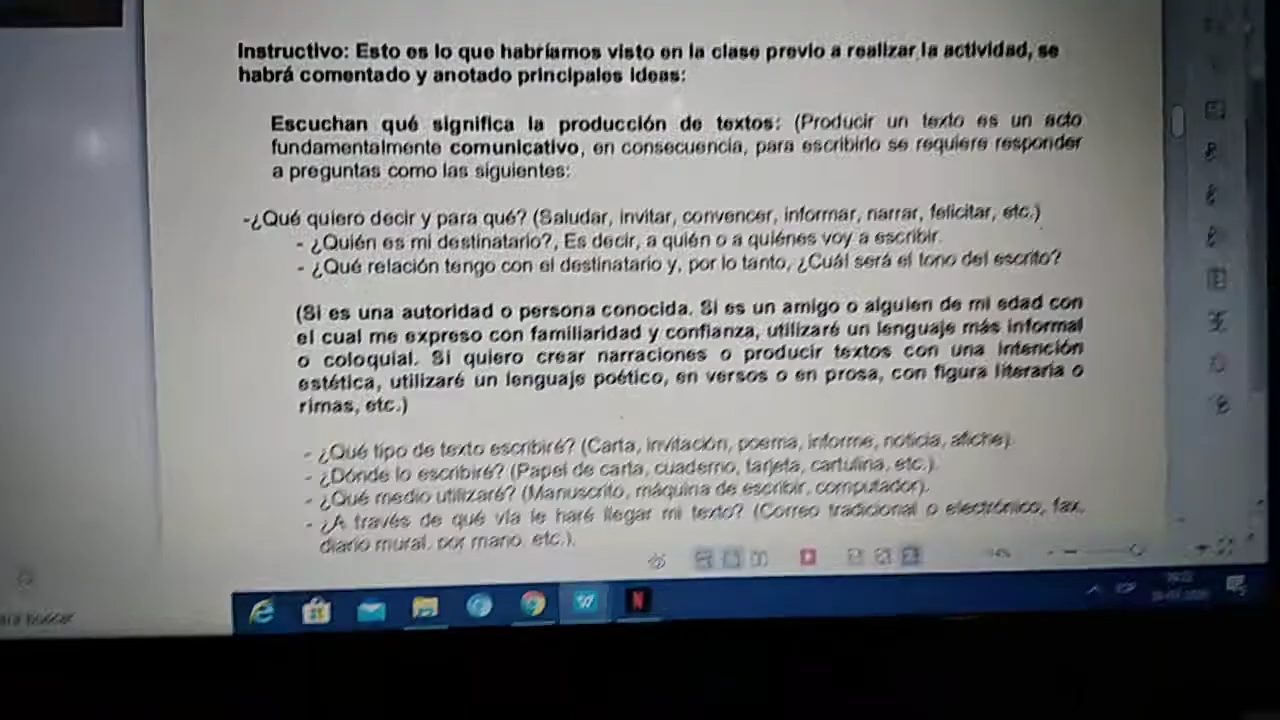 Instructivo: Esto es lo que habríamos visto en la clase previo a realizar la actividad, se
habrá comentado y anotado principales ideas:
Escuchan qué significa la producción de textos: (Producir un texto es un acto
fundamentalmente comunicativo, en consecuencia, para escribirlo se requiere responder
a preguntas como las siguientes:
-¿Qué quiero decir y para qué? (Saludar, invitar, convencer, informar, narrar, felicitar, etc.)
- ¿Quién es mi destinatario?, Es decir, a quién o a quiénes voy a escribir.
- ¿Qué relación tengo con el destinatario y, por lo tanto, ¿Cuál será el tono del escrito?
(Si es una autoridad o persona conocida. Si es un amigo o alguien de mi edad con
el cual me expreso con familiaridad y confianza, utilizaré un lenguaje más informal
o coloquial. Si quiero crear narraciones o producir textos con una intención
estética, utilizaré un lenguaje poético, en versos o en prosa, con figura literaria o
rimas, etc.)
- ¿Qué tipo de texto escribiré? (Carta, invitación, poema, informe, noticia, afiche).
- ¿Dónde lo escribiré? (Papel de carta, cuaderno, tarjeta, cartulina, etc.).
- ¿Qué medio utilizaré? (Manuscrito, máquina de escribir, computador).
- ¿A través de qué vía le haré llegar mi texto? (Correo tradicional o electrónico, fax,
diario mural, por mano, etc.).
buscar
N